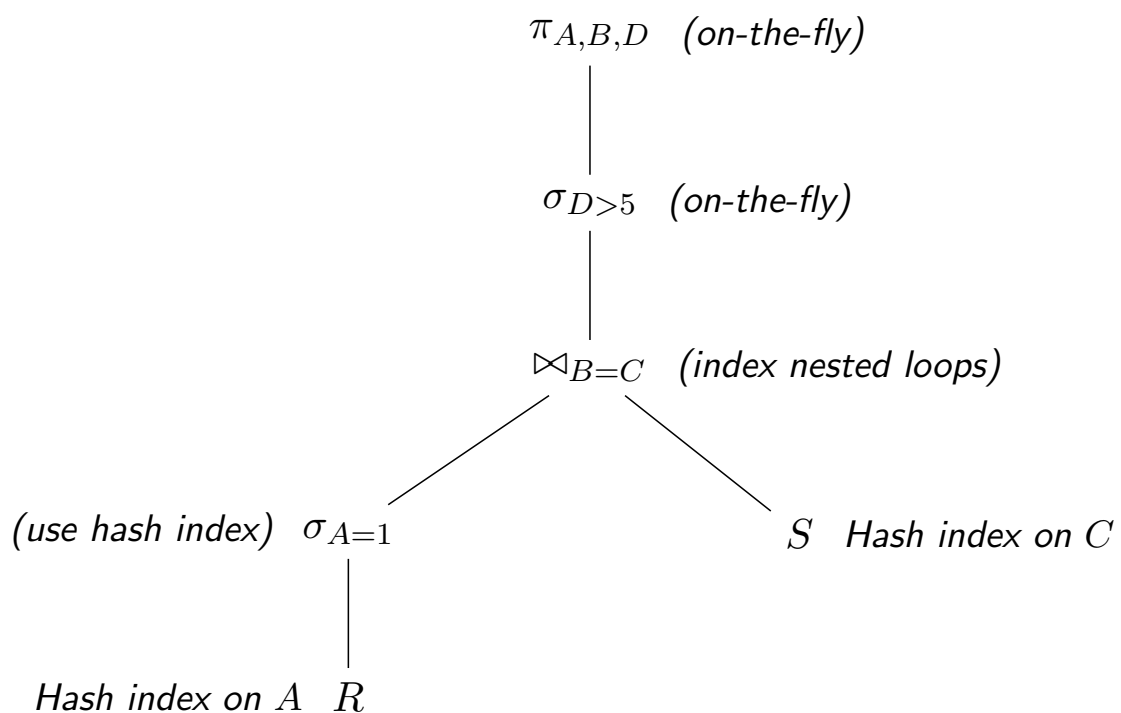 π_{A,B,D} (on-the-fly)
σ_{D>5} (on-the-fly)
⋈_{B=C} (index nested loops)
(use hash index) σ_{A=1}
S Hash index on C
Hash index on A R